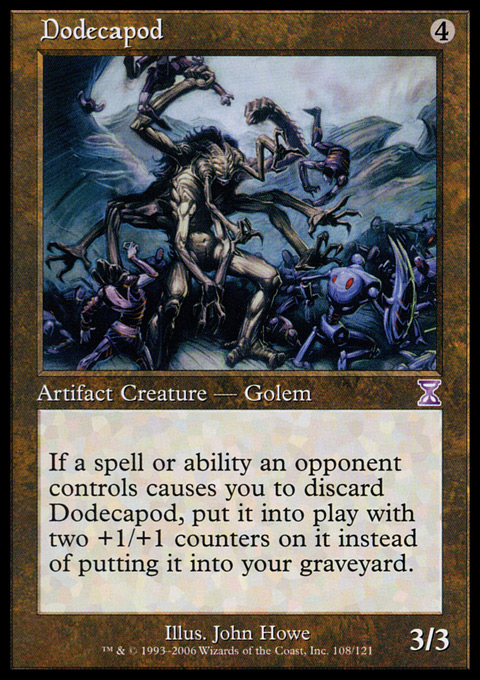 Dodecapod 4
Artifact Creature — Golem
If a spell or ability an opponent
controls causes you to discard
Dodecapod, put it into play with
two +1/+1 counters on it instead
of putting it into your graveyard.
Illus. John Howe
™ & © 1993-2006 Wizards of the Coast, Inc. 108/121
3/3